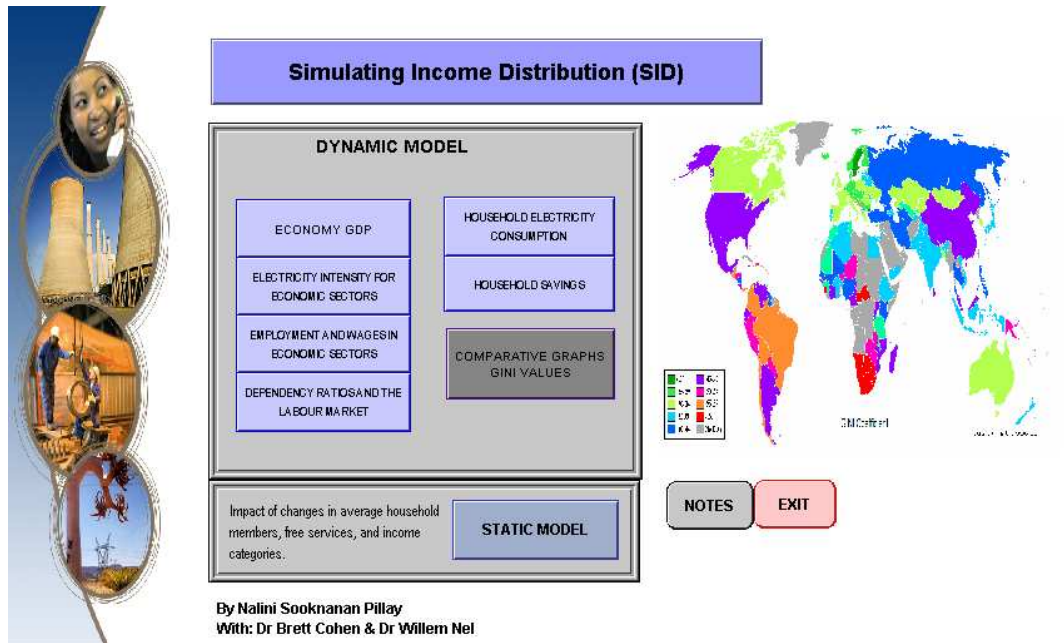 Simulating Income Distribution (SID)
DYNAMIC MODEL
ECONOMY GDP
ELECTRICITY INTENSITY FOR
ECONOMIC SECTORS
EMPLOYMENT AND WAGES IN
ECONOMIC SECTORS
DEPENDENCY RATIOS AND THE
LABOUR MARKET
HOUSEHOLD ELECTRICITY
CONSUMPTION
HOUSEHOLD SAVINGS
COMPARATIVE GRAPHS
GINI VALUES
GINI Coefficient
Impact of changes in average household
members, free services, and income
categories.
STATIC MODEL
NOTES
EXIT
By Nalini Sooknanan Pillay
With: Dr Brett Cohen & Dr Willem Nel